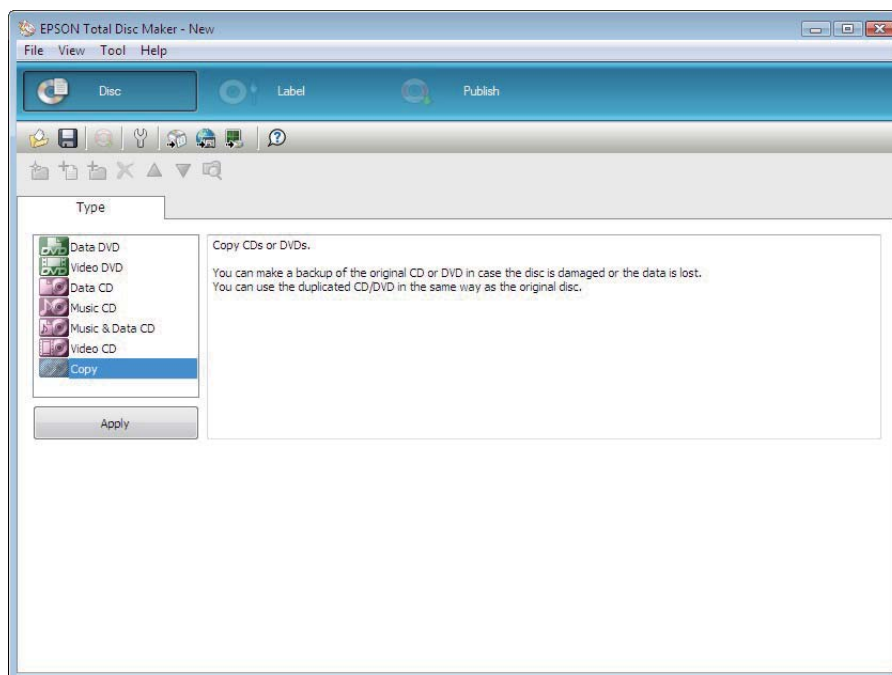 EPSON Total Disc Maker - New
File View Tool Help
Disc Label Publish
Type
DVD Data DVD
DVD Video DVD
Data CD
Music CD
Music & Data CD
Video CD
Copy
Apply
Copy CDs or DVDs.
You can make a backup of the original CD or DVD in case the disc is damaged or the data is lost.
You can use the duplicated CD/DVD in the same way as the original disc.